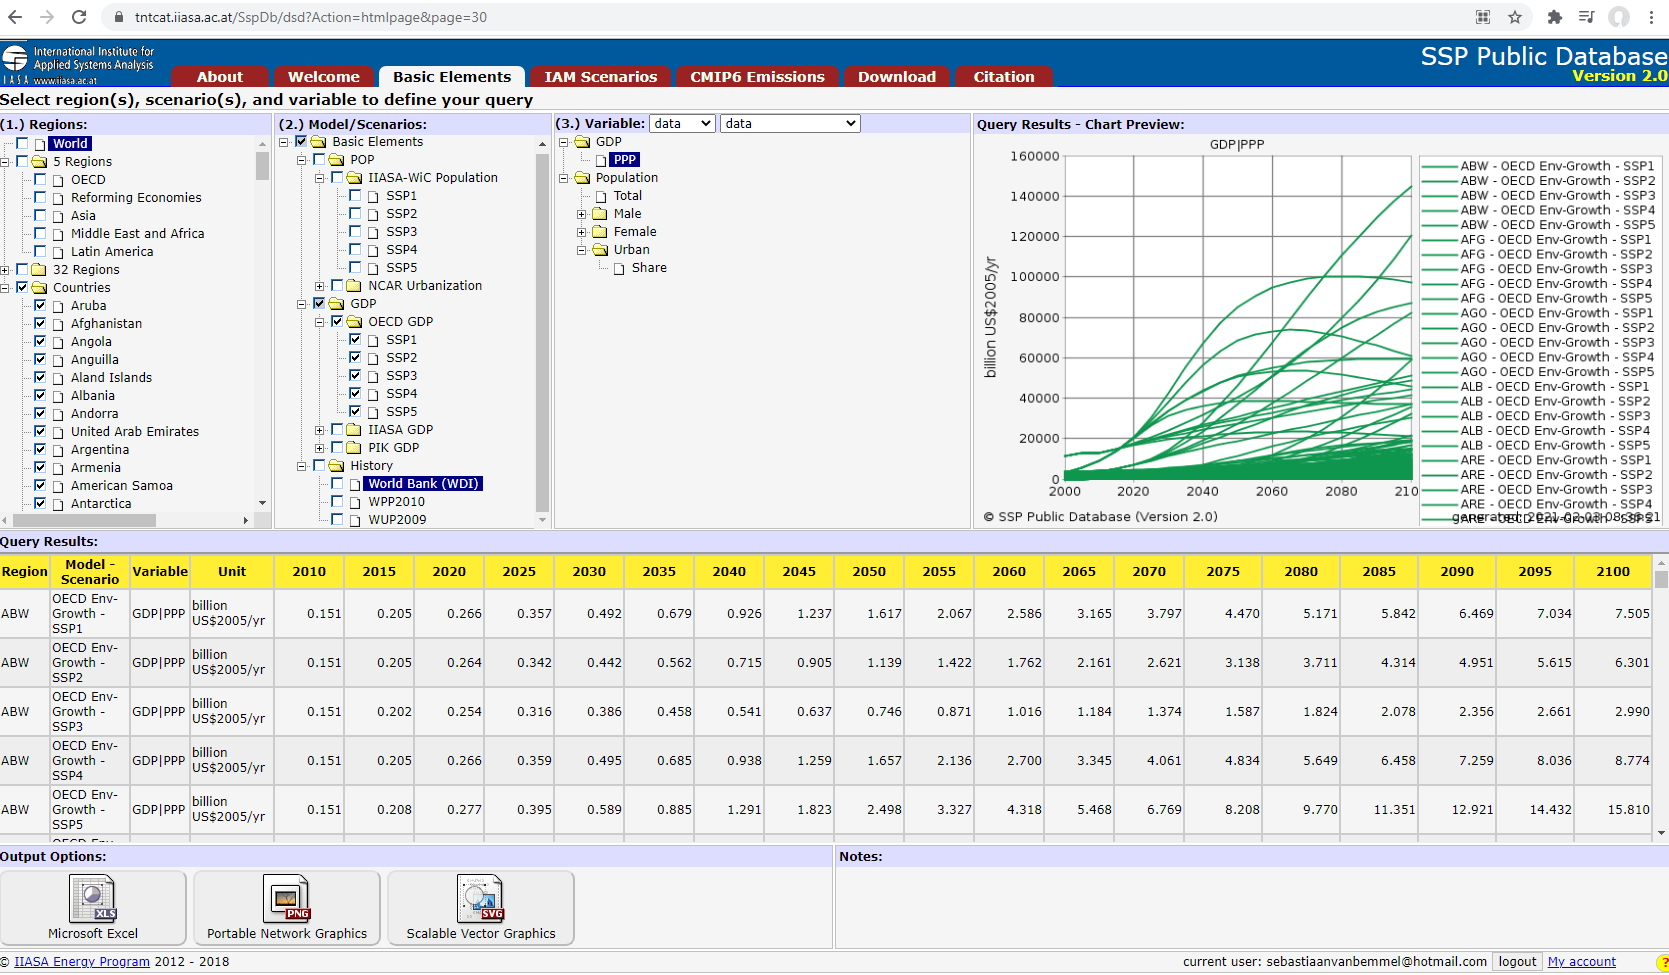 tntcat.iiasa.ac.at/SspDb/dsd?Action=htmlpage&page=30
International Institute for
Applied Systems Analysis
IIASA www.iiasa.ac.at
SSP Public Database
Version 2.0
About
Welcome
Basic Elements
IAM Scenarios
CMIP6 Emissions
Download
Citation
Select region(s), scenario(s), and variable to define your query
(1.) Regions:
World
5 Regions
OECD
Reforming Economies
Asia
Middle East and Africa
Latin America
32 Regions
Countries
Aruba
Afghanistan
Angola
Anguilla
Aland Islands
Albania
Andorra
United Arab Emirates
Argentina
Armenia
American Samoa
Antarctica
(2.) Model/Scenarios:
Basic Elements
POP
IIASA-WiC Population
SSP1
SSP2
SSP3
SSP4
SSP5
NCAR Urbanization
GDP
OECD GDP
SSP1
SSP2
SSP3
SSP4
SSP5
IIASA GDP
PIK GDP
History
World Bank (WDI)
WPP2010
WUP2009
(3.) Variable: data data
GDP
PPP
Population
Total
Male
Female
Urban
Share
Query Results - Chart Preview:
GDP|PPP
billion US$2005/yr
160000
140000
120000
100000
80000
60000
40000
20000
0
2000 2020 2040 2060 2080 210
ABW - OECD Env-Growth - SSP1
ABW - OECD Env-Growth - SSP2
ABW - OECD Env-Growth - SSP3
ABW - OECD Env-Growth - SSP4
ABW - OECD Env-Growth - SSP5
AFG - OECD Env-Growth - SSP1
AFG - OECD Env-Growth - SSP2
AFG - OECD Env-Growth - SSP3
AFG - OECD Env-Growth - SSP4
AFG - OECD Env-Growth - SSP5
AGO - OECD Env-Growth - SSP1
AGO - OECD Env-Growth - SSP2
AGO - OECD Env-Growth - SSP3
AGO - OECD Env-Growth - SSP4
AGO - OECD Env-Growth - SSP5
ALB - OECD Env-Growth - SSP1
ALB - OECD Env-Growth - SSP2
ALB - OECD Env-Growth - SSP3
ALB - OECD Env-Growth - SSP4
ALB - OECD Env-Growth - SSP5
ARE - OECD Env-Growth - SSP1
ARE - OECD Env-Growth - SSP2
ARE - OECD Env-Growth - SSP3
ARE - OECD Env-Growth - SSP4
© SSP Public Database (Version 2.0)
Query Results:
Region Model - Scenario Variable Unit 2010 2015 2020 2025 2030 2035 2040 2045 2050 2055 2060 2065 2070 2075 2080 2085 2090 2095 2100
ABW OECD Env-Growth - SSP1 GDP|PPP billion US$2005/yr 0.151 0.205 0.266 0.357 0.492 0.679 0.926 1.237 1.617 2.067 2.586 3.165 3.797 4.470 5.171 5.842 6.469 7.034 7.505
ABW OECD Env-Growth - SSP2 GDP|PPP billion US$2005/yr 0.151 0.205 0.264 0.342 0.442 0.562 0.715 0.905 1.139 1.422 1.762 2.161 2.621 3.138 3.711 4.314 4.951 5.615 6.301
ABW OECD Env-Growth - SSP3 GDP|PPP billion US$2005/yr 0.151 0.202 0.254 0.316 0.386 0.458 0.541 0.637 0.746 0.871 1.016 1.184 1.374 1.587 1.824 2.078 2.356 2.661 2.990
ABW OECD Env-Growth - SSP4 GDP|PPP billion US$2005/yr 0.151 0.205 0.266 0.359 0.495 0.685 0.938 1.259 1.657 2.136 2.700 3.345 4.061 4.834 5.649 6.458 7.259 8.036 8.774
ABW OECD Env-Growth - SSP5 GDP|PPP billion US$2005/yr 0.151 0.208 0.277 0.395 0.589 0.885 1.291 1.823 2.498 3.327 4.318 5.468 6.769 8.208 9.770 11.351 12.921 14.432 15.810
Output Options:
XLS
Microsoft Excel
PNG
Portable Network Graphics
SVG
Scalable Vector Graphics
Notes:
© IIASA Energy Program 2012 - 2018
current user: sebastiaanvanbemmel@hotmail.com logout My account ?